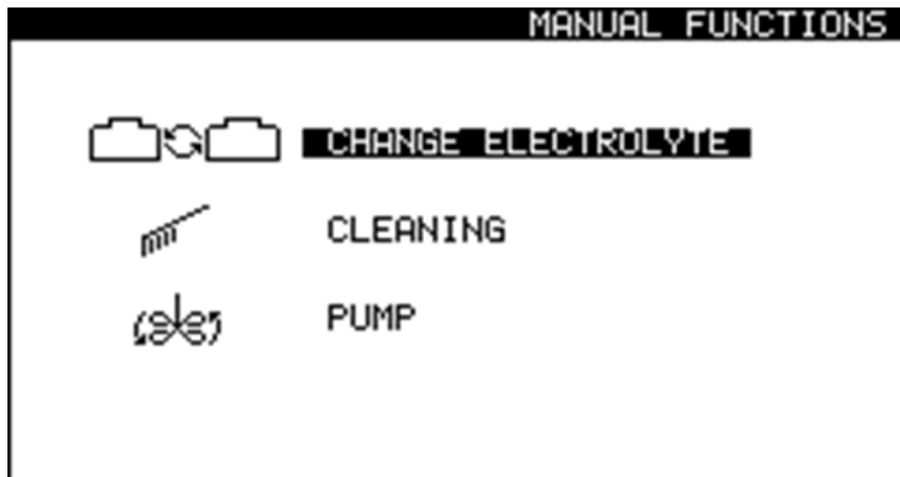 MANUAL FUNCTIONS
CHANGE ELECTROLYTE
CLEANING
PUMP